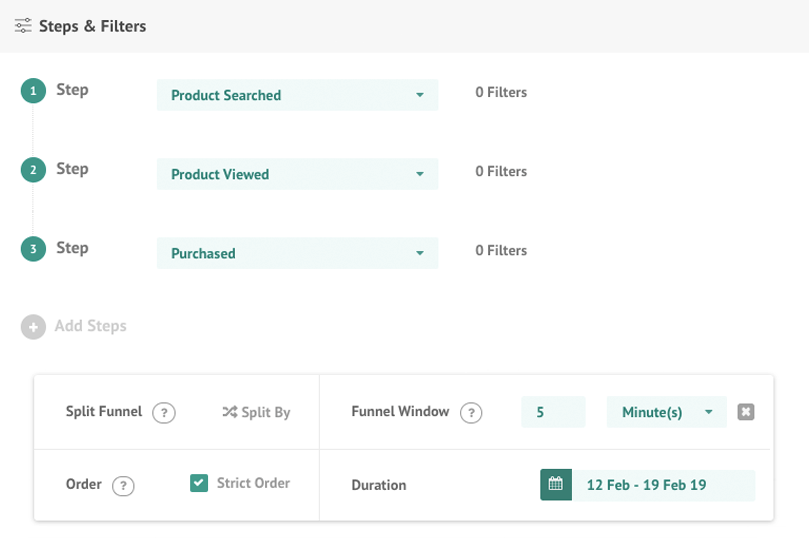 Steps & Filters
1 Step Product Searched 0 Filters
2 Step Product Viewed 0 Filters
3 Step Purchased 0 Filters
+ Add Steps
Split Funnel ? Split By Funnel Window ? 5 Minute(s)
Order ? Strict Order Duration 12 Feb - 19 Feb 19